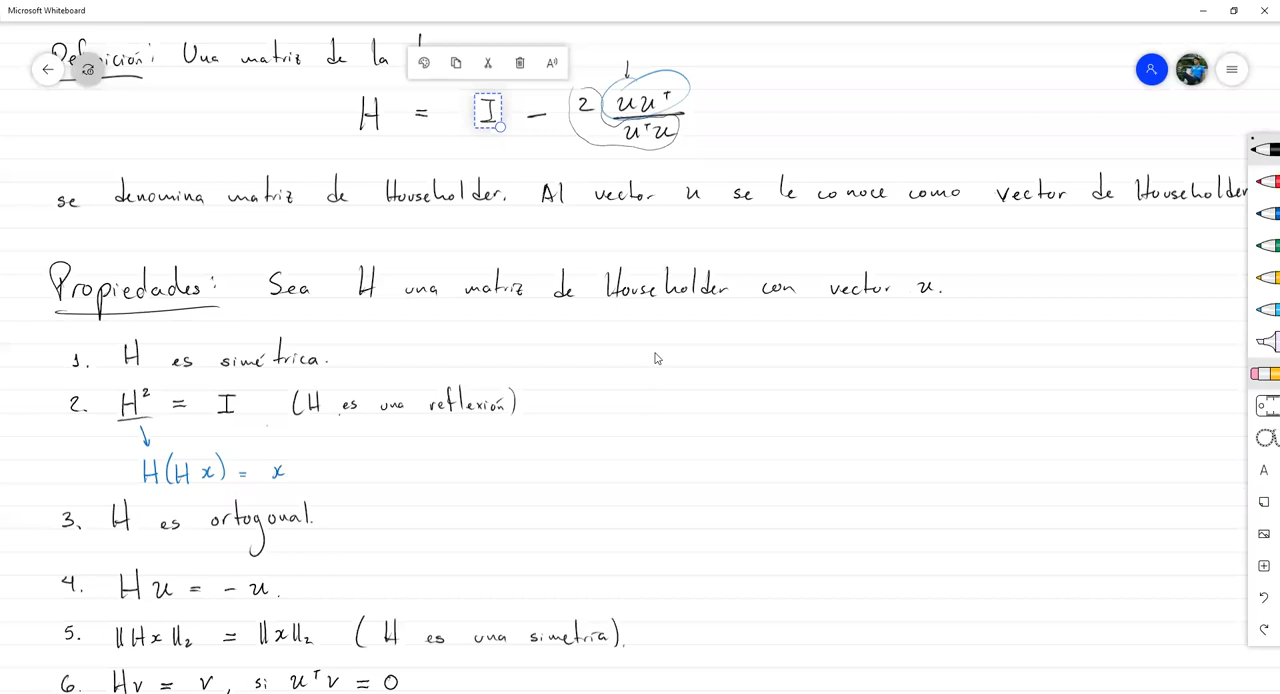 Microsoft Whiteboard
Definición: Una matriz de la
H = I - 2 uuᵀ / uᵀu
se denomina matriz de Householder. Al vector u se le conoce como vector de Householder
Propiedades: Sea H una matriz de Householder con vector u.
1. H es simétrica.
2. H² = I (H es una reflexión)
H(Hx) = x
3. H es ortogonal.
4. Hu = -u.
5. ||Hx||₂ = ||x||₂ (H es una simetría).
6. Hv = v, si uᵀv = 0